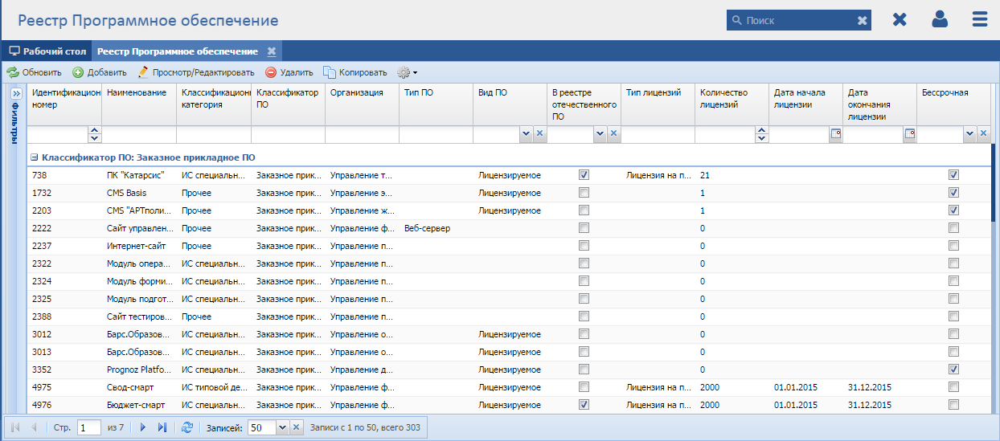 Реестр Программное обеспечение
Поиск
Рабочий стол Реестр Программное обеспечение
Обновить Добавить Просмотр/Редактировать Удалить Копировать
Фильтры
Идентификацион номер Наименование Классификационн категория Классификатор ПО Организация Тип ПО Вид ПО В реестре отечественного ПО Тип лицензий Количество лицензий Дата начала лицензии Дата окончания лицензии Бессрочная
Классификатор ПО: Заказное прикладное ПО
738 ПК "Катарсис" ИС специальн... Заказное прик... Управление т... Лицензируемое Лицензия на п... 21
1732 CMS Basis Прочее Заказное прик... Управление э... Лицензируемое 1
2203 CMS "АРТполи... Прочее Заказное прик... Управление ж... Лицензируемое 1
2222 Сайт управлен... Прочее Заказное прик... Управление ф... Веб-сервер 0
2237 Интернет-сайт Прочее Заказное прик... Управление п... 0
2322 Модуль опера... ИС специальн... Заказное прик... Управление п... 0
2324 Модуль форми... ИС специальн... Заказное прик... Управление п... 0
2325 Модуль подгот... ИС специальн... Заказное прик... Управление п... 0
2388 Сайт тестиров... Прочее Заказное прик... Управление п... 0
3012 Барс.Образов... ИС специальн... Заказное прик... Управление о... Лицензируемое 0
3013 Барс.Образов... ИС специальн... Заказное прик... Управление о... Лицензируемое 0
3352 Prognoz Platfo... ИС специальн... Заказное прик... Управление д... Лицензируемое 0
4975 Свод-смарт ИС типовой де... Заказное прик... Управление ф... Лицензируемое Лицензия на п... 2000 01.01.2015 31.12.2015
4976 Бюджет-смарт ИС специальн... Заказное прик... Управление ф... Лицензируемое Лицензия на п... 2000 01.01.2015 31.12.2015
Стр. 1 из 7 Записей: 50 Записи с 1 по 50, всего 303